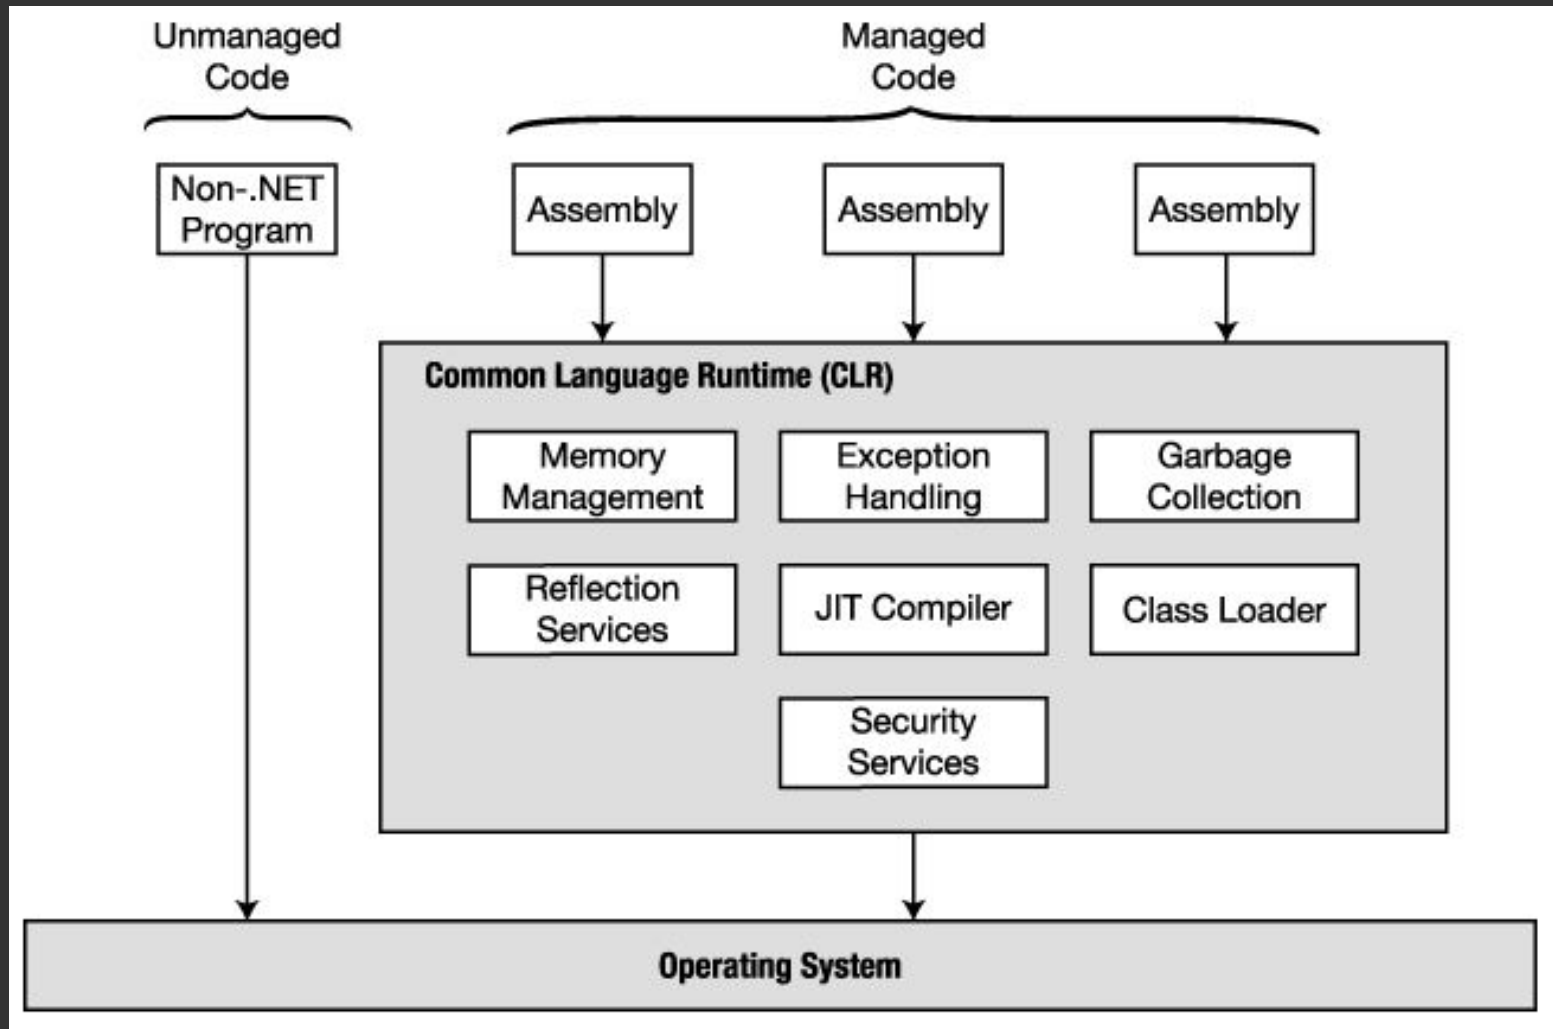 Unmanaged
Code
Managed
Code
Non-.NET
Program
Assembly
Assembly
Assembly
Common Language Runtime (CLR)
Memory
Management
Exception
Handling
Garbage
Collection
Reflection
Services
JIT Compiler
Class Loader
Security
Services
Operating System